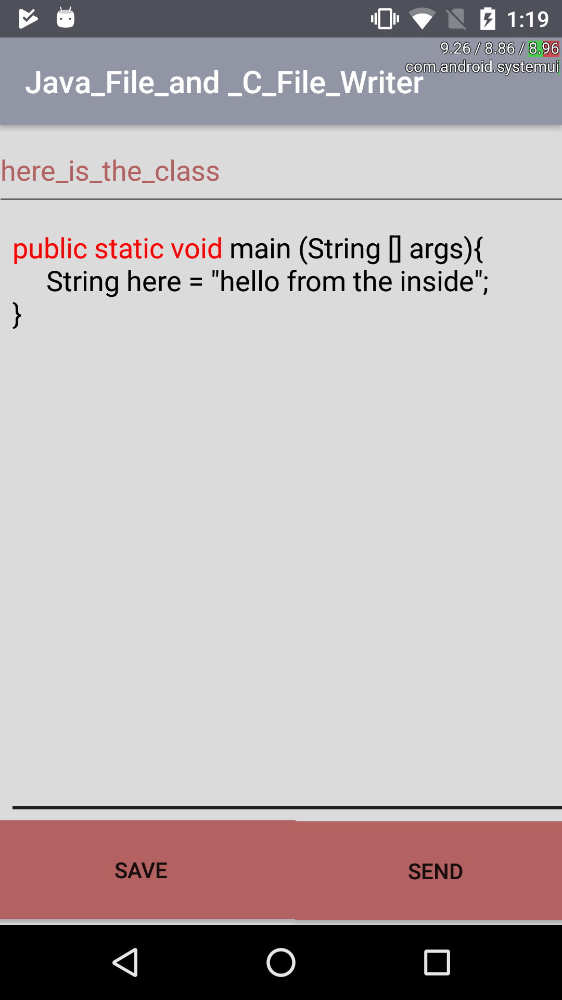 1:19
9.26 / 8.86 / 8.96
com.android.systemui
Java_File_and _C_File_Writer
here_is_the_class
public static void main (String [] args){
    String here = "hello from the inside";
}
SAVE
SEND